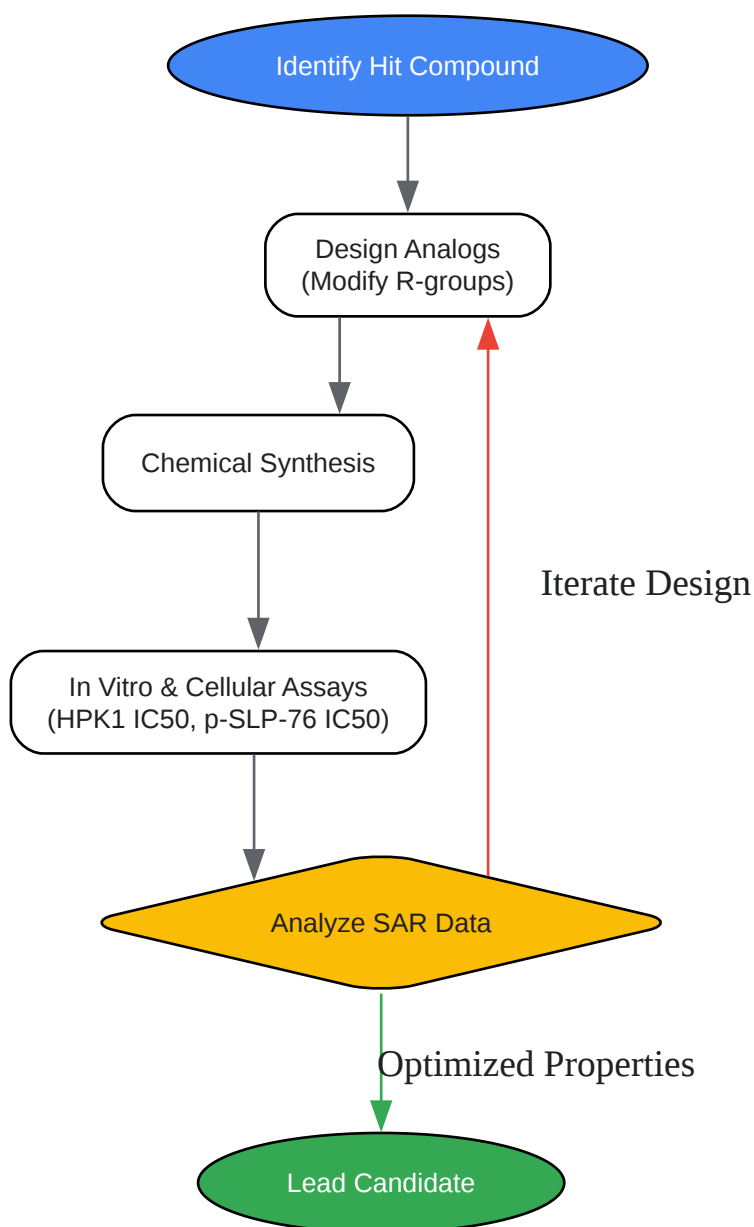 Identify Hit Compound
Design Analogs
(Modify R-groups)
Chemical Synthesis
Iterate Design
In Vitro & Cellular Assays
(HPK1 IC50, p-SLP-76 IC50)
Analyze SAR Data
Optimized Properties
Lead Candidate